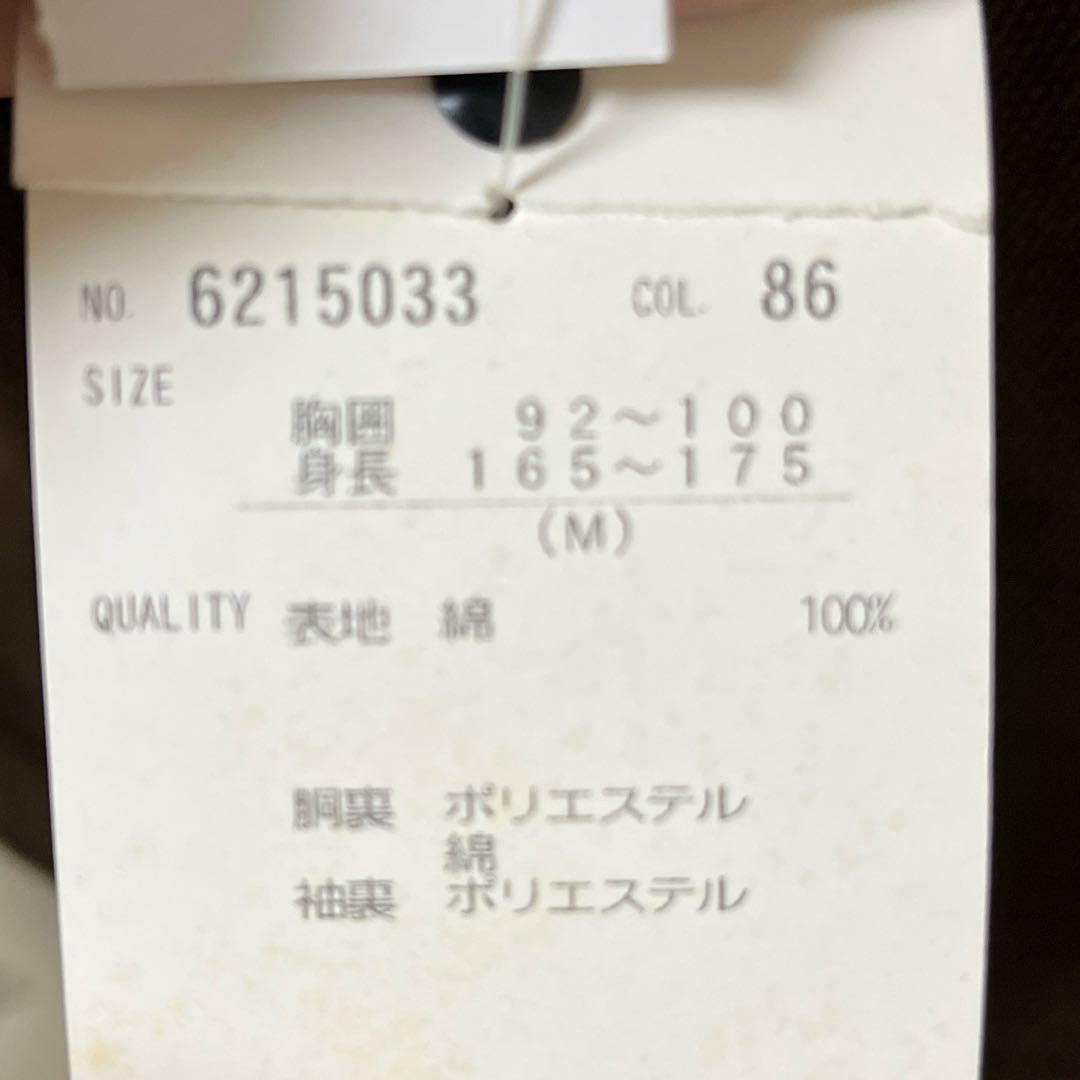 NO. 6215033 COL. 86
SIZE
胸囲 92～100
身長 165～175
(M)
QUALITY 表地 綿 100%
胴裏 ポリエステル
綿
袖裏 ポリエステル